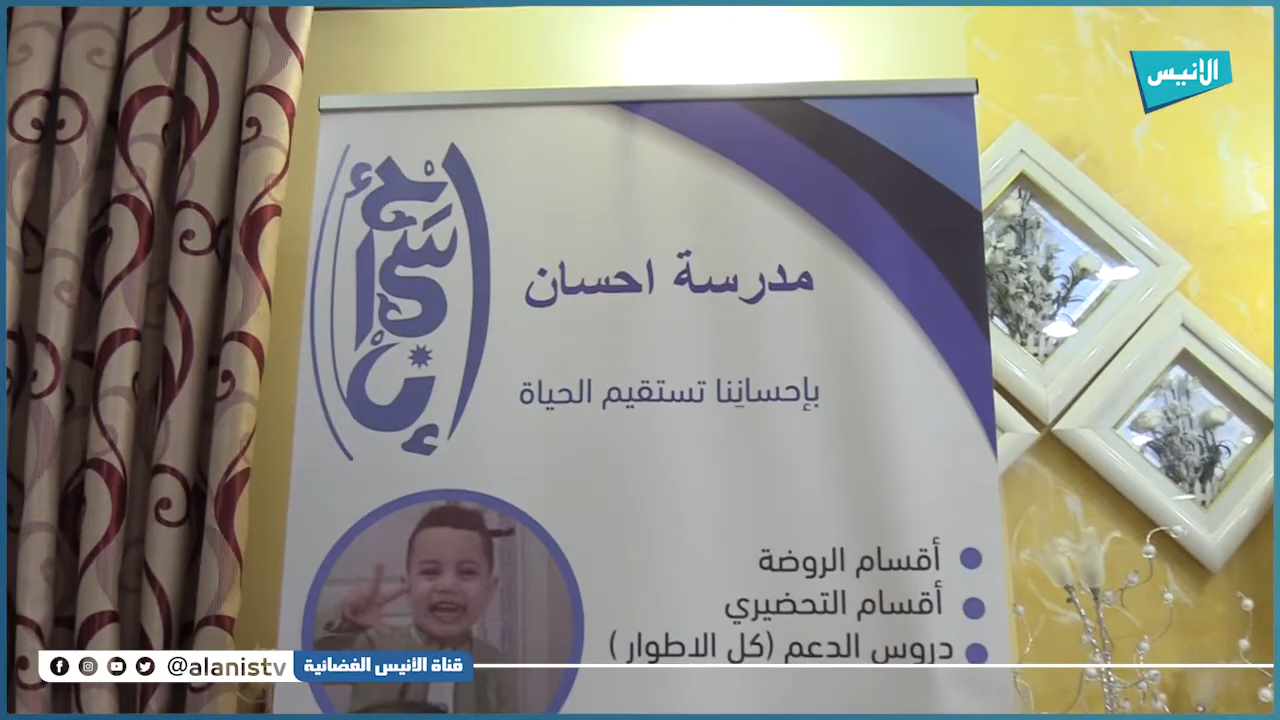 الانيس
إحسان
مدرسة احسان
بإحسانِنا تستقيم الحياة
أقسام الروضة
أقسام التحضيري
دروس الدعم (كل الاطوار )
@alanistv قناة الأنيس الفضائية